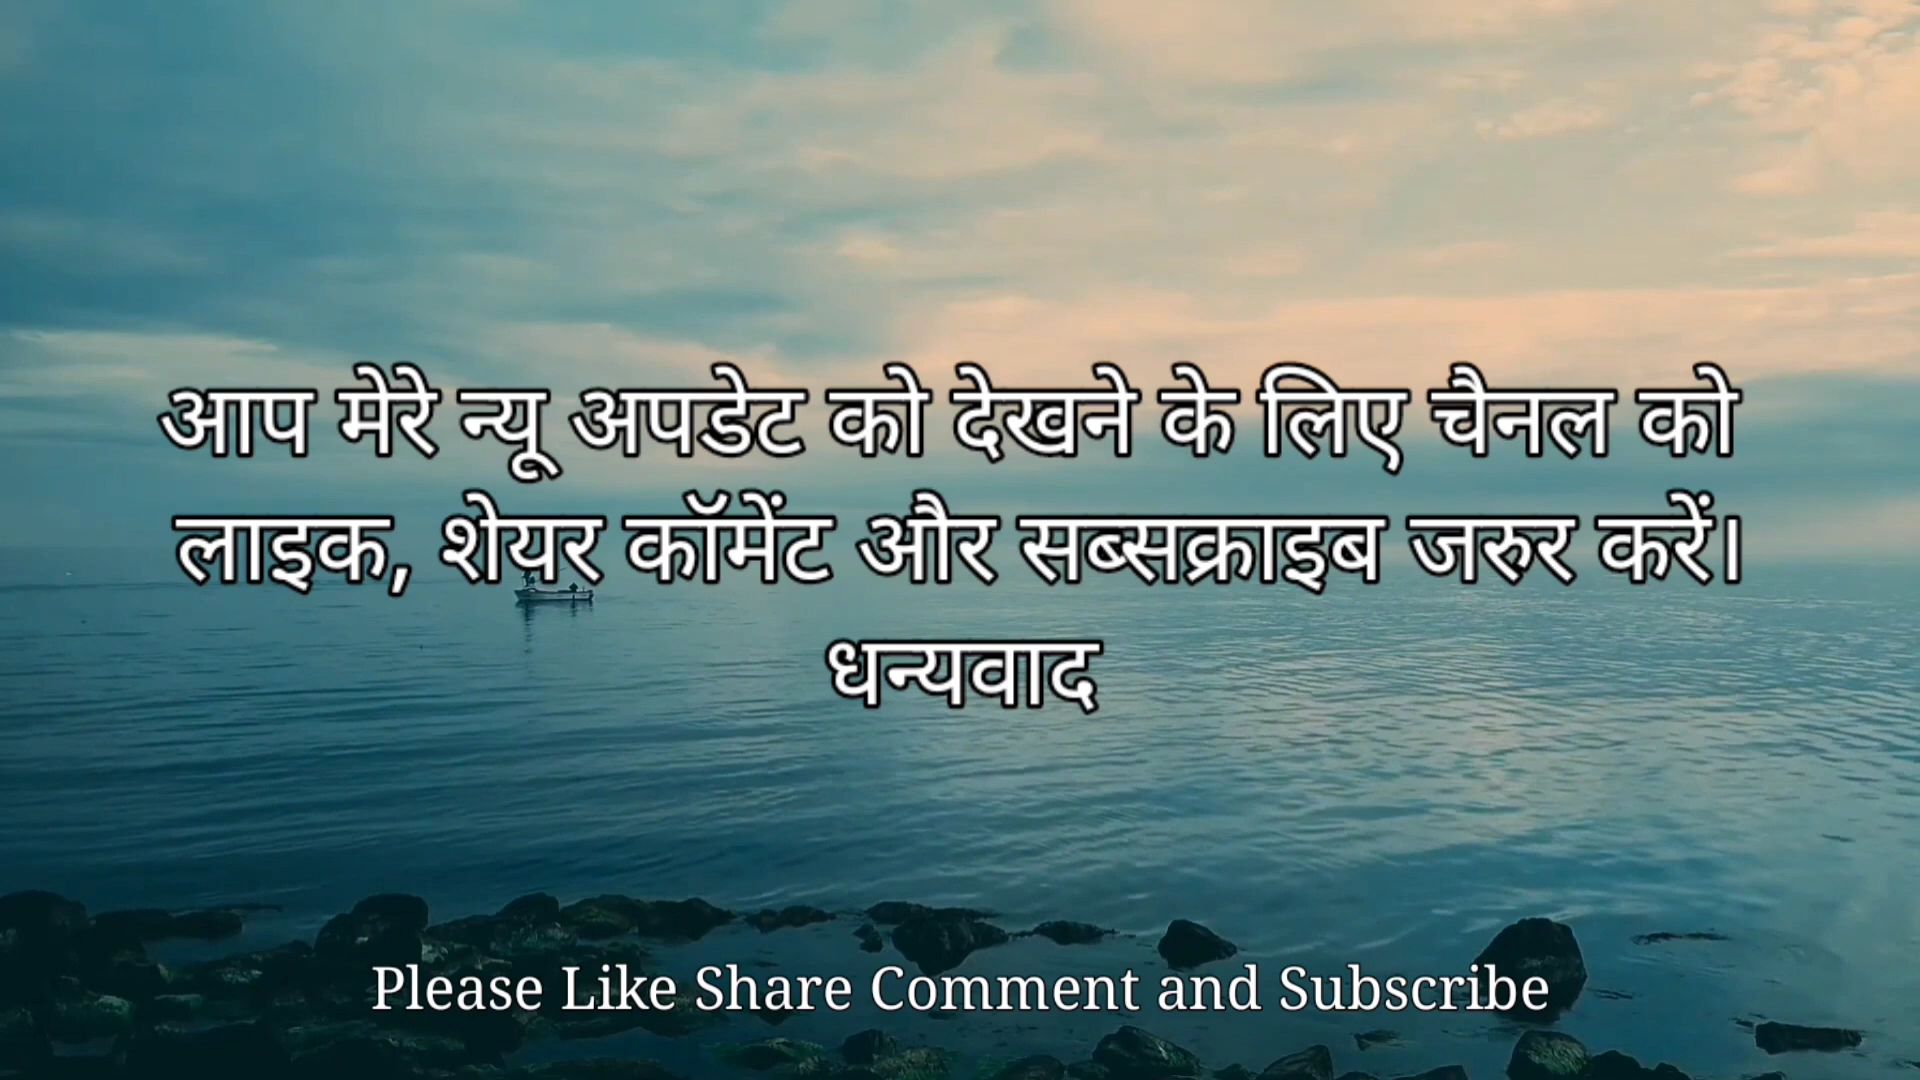 आप मेरे न्यू अपडेट को देखने के लिए चैनल को
लाइक, शेयर कॉमेंट और सब्सक्राइब जरुर करें।
धन्यवाद
Please Like Share Comment and Subscribe